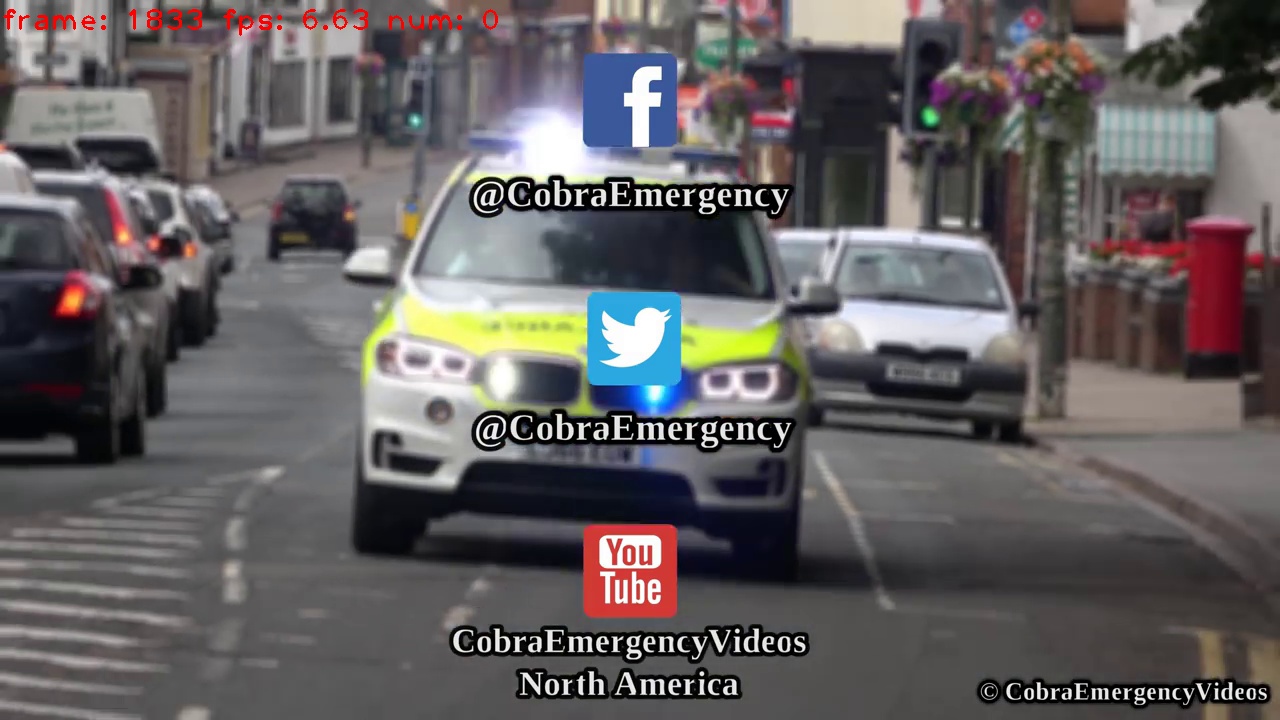 frame: 1833 fps: 6.63 num: 0
f
@CobraEmergency
@CobraEmergency
You
Tube
CobraEmergencyVideos
North America
© CobraEmergencyVideos